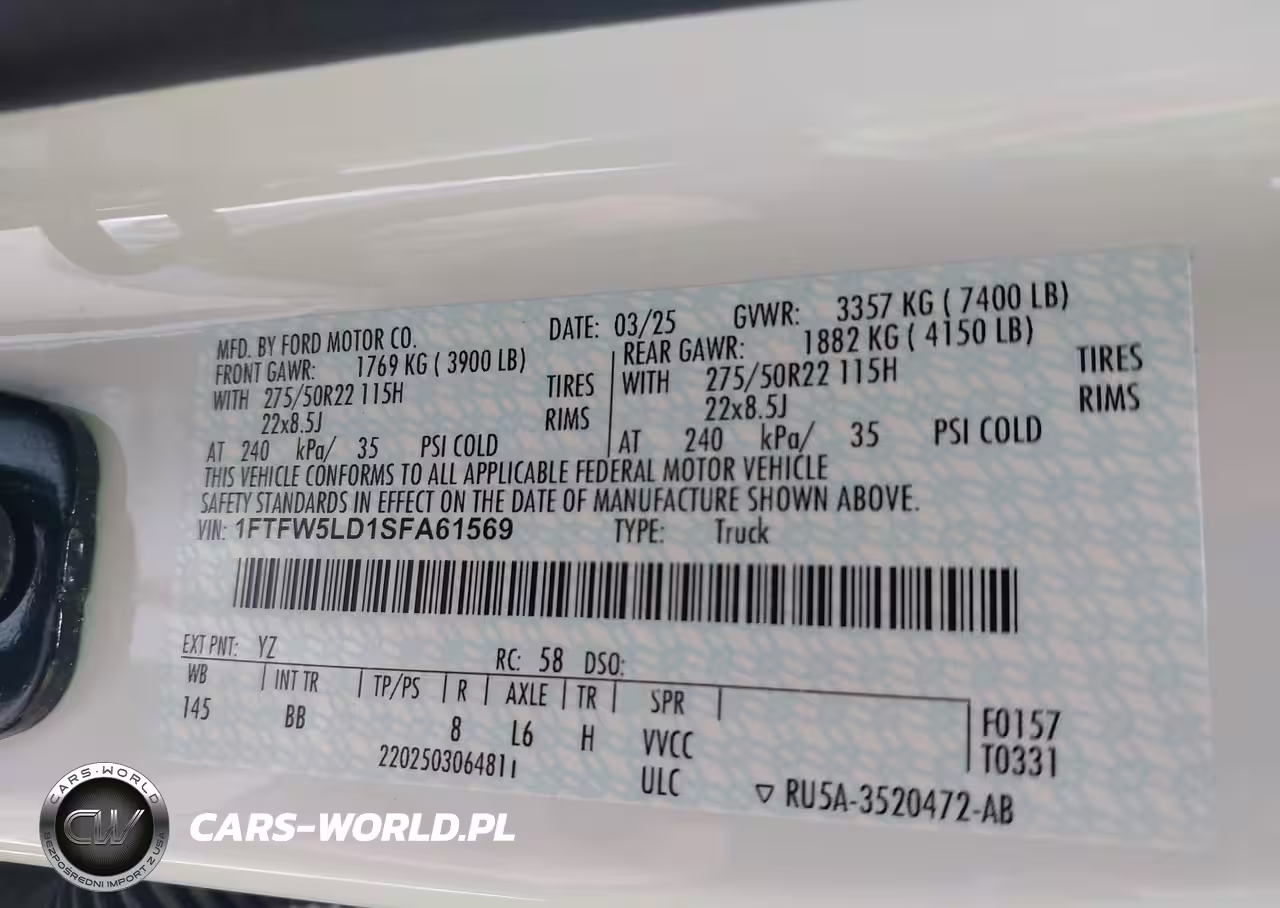 MFD. BY FORD MOTOR CO. DATE: 03/25 GVWR: 3357 KG ( 7400 LB)
FRONT GAWR: 1769 KG ( 3900 LB) REAR GAWR: 1882 KG ( 4150 LB)
WITH 275/50R22 115H TIRES WITH 275/50R22 115H TIRES
22x8.5J RIMS 22x8.5J RIMS
AT 240 kPa/ 35 PSI COLD AT 240 kPa/ 35 PSI COLD
THIS VEHICLE CONFORMS TO ALL APPLICABLE FEDERAL MOTOR VEHICLE
SAFETY STANDARDS IN EFFECT ON THE DATE OF MANUFACTURE SHOWN ABOVE.
VIN: 1FTFW5LD1SFA61569 TYPE: Truck
EXT PNT: YZ RC: 58 DSO:
WB INT TR TP/PS R AXLE TR SPR
145 BB 8 L6 H VVCC F0157
220250306481 ULC T0331
RU5A-3520472-AB
CARS-WORLD
CW
BEZPOŚREDNI IMPORT Z USA
CARS-WORLD.PL